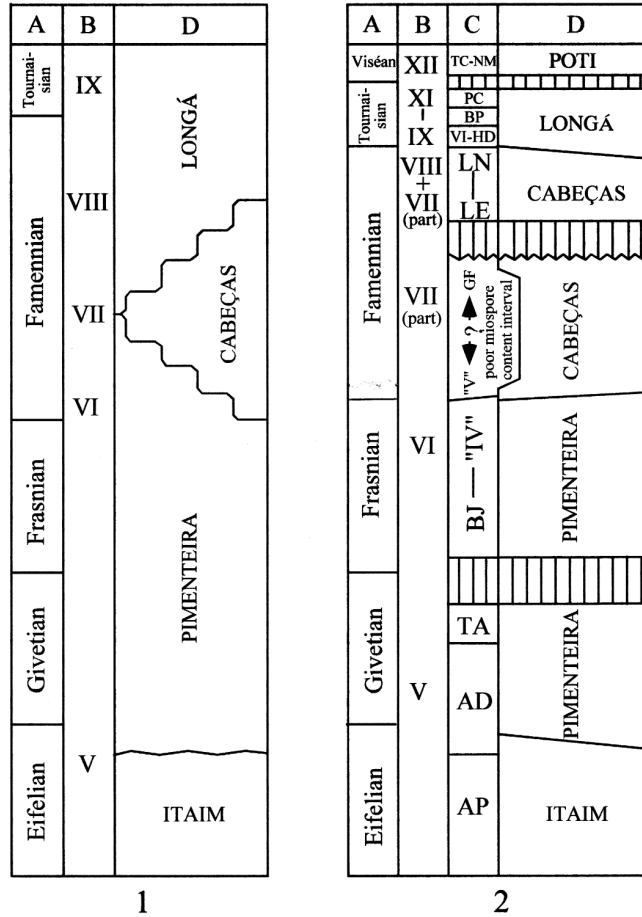 A B D
Tournai-
sian
IX
LONGÁ
VIII
Famennian
VII
CABEÇAS
VI
Frasnian
PIMENTEIRA
Givetian
V
Eifelian
ITAIM
1
A B C D
Viséan XII TC-NM POTI
Tournai-
sian
XI
-
IX
PC
BP
VI-HD
LONGÁ
Famennian
VIII
+
VII
(part)
LN
LE
CABEÇAS
VII
(part)
"V" ? GF
poor miospore
content interval
CABEÇAS
Frasnian
VI
BJ — "IV"
PIMENTEIRA
Givetian
V
TA
AD
PIMENTEIRA
Eifelian
AP
ITAIM
2